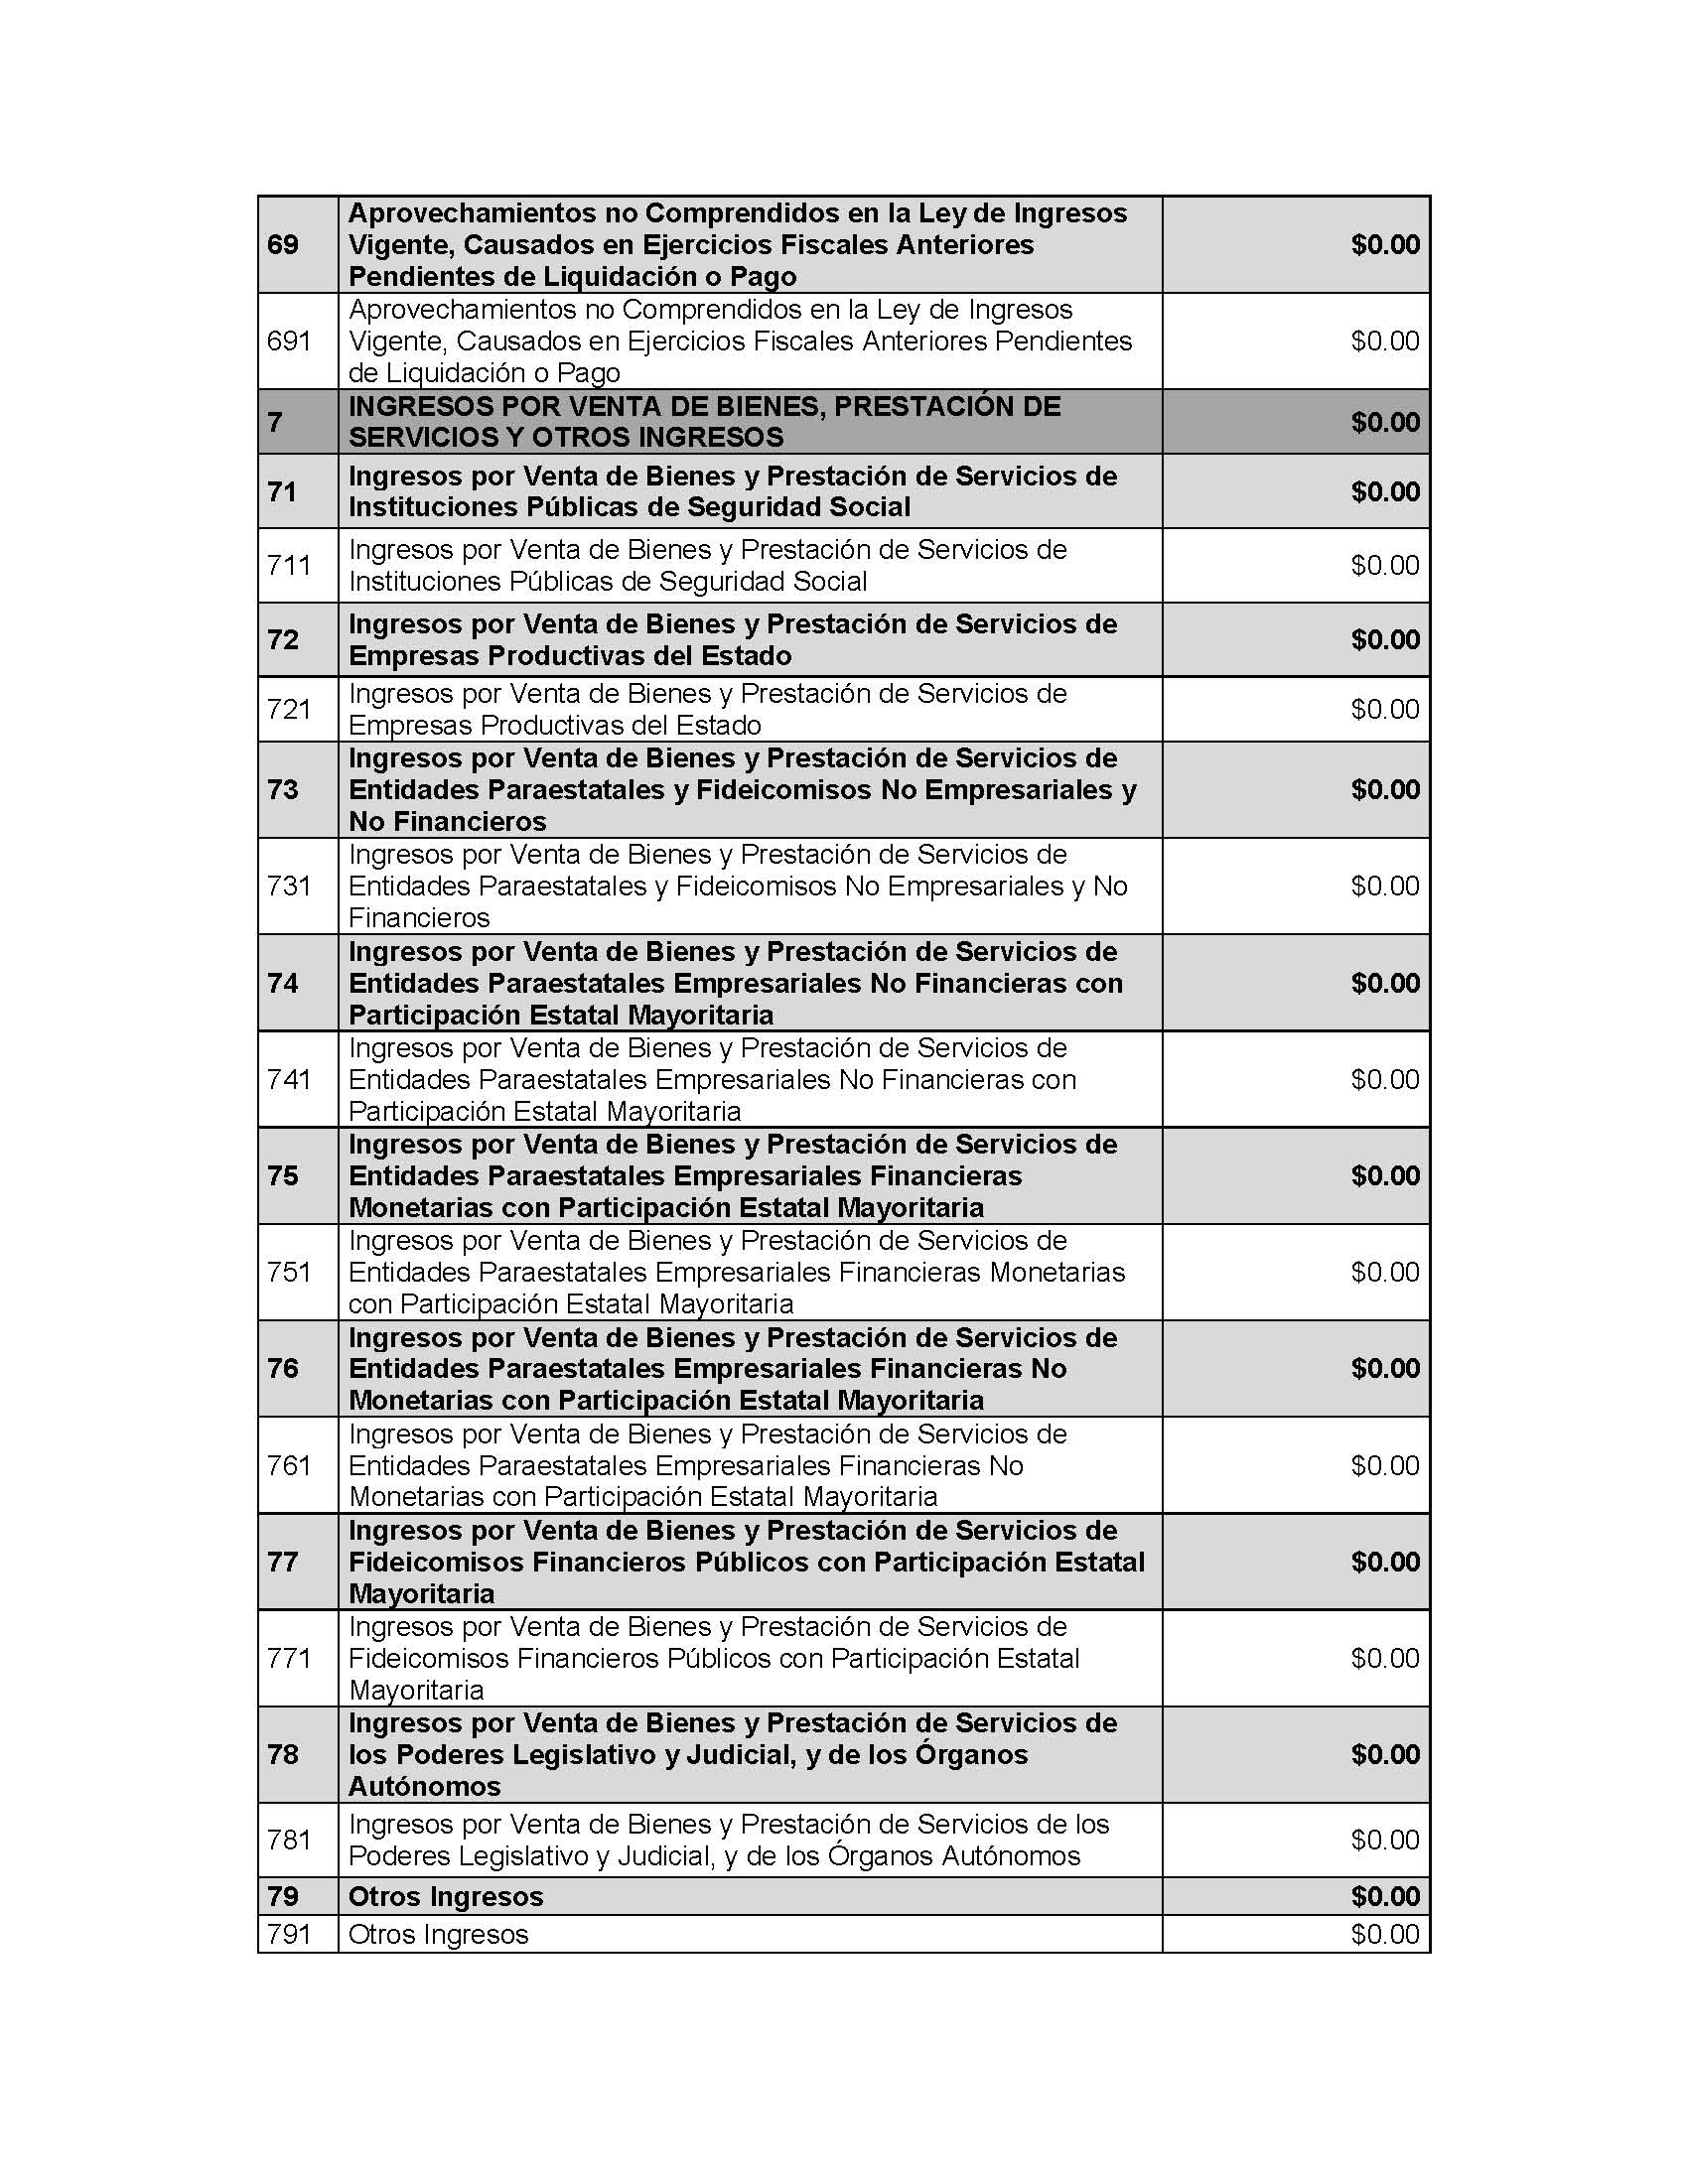 69
Aprovechamientos no Comprendidos en la Ley de Ingresos
Vigente, Causados en Ejercicios Fiscales Anteriores
Pendientes de Liquidación o Pago
$0.00
691
Aprovechamientos no Comprendidos en la Ley de Ingresos
Vigente, Causados en Ejercicios Fiscales Anteriores Pendientes
de Liquidación o Pago
$0.00
7
INGRESOS POR VENTA DE BIENES, PRESTACIÓN DE
SERVICIOS Y OTROS INGRESOS
$0.00
71
Ingresos por Venta de Bienes y Prestación de Servicios de
Instituciones Públicas de Seguridad Social
$0.00
711
Ingresos por Venta de Bienes y Prestación de Servicios de
Instituciones Públicas de Seguridad Social
$0.00
72
Ingresos por Venta de Bienes y Prestación de Servicios de
Empresas Productivas del Estado
$0.00
721
Ingresos por Venta de Bienes y Prestación de Servicios de
Empresas Productivas del Estado
$0.00
73
Ingresos por Venta de Bienes y Prestación de Servicios de
Entidades Paraestatales y Fideicomisos No Empresariales y
No Financieros
$0.00
731
Ingresos por Venta de Bienes y Prestación de Servicios de
Entidades Paraestatales y Fideicomisos No Empresariales y No
Financieros
$0.00
74
Ingresos por Venta de Bienes y Prestación de Servicios de
Entidades Paraestatales Empresariales No Financieras con
Participación Estatal Mayoritaria
$0.00
741
Ingresos por Venta de Bienes y Prestación de Servicios de
Entidades Paraestatales Empresariales No Financieras con
Participación Estatal Mayoritaria
$0.00
75
Ingresos por Venta de Bienes y Prestación de Servicios de
Entidades Paraestatales Empresariales Financieras
Monetarias con Participación Estatal Mayoritaria
$0.00
751
Ingresos por Venta de Bienes y Prestación de Servicios de
Entidades Paraestatales Empresariales Financieras Monetarias
con Participación Estatal Mayoritaria
$0.00
76
Ingresos por Venta de Bienes y Prestación de Servicios de
Entidades Paraestatales Empresariales Financieras No
Monetarias con Participación Estatal Mayoritaria
$0.00
761
Ingresos por Venta de Bienes y Prestación de Servicios de
Entidades Paraestatales Empresariales Financieras No
Monetarias con Participación Estatal Mayoritaria
$0.00
77
Ingresos por Venta de Bienes y Prestación de Servicios de
Fideicomisos Financieros Públicos con Participación Estatal
Mayoritaria
$0.00
771
Ingresos por Venta de Bienes y Prestación de Servicios de
Fideicomisos Financieros Públicos con Participación Estatal
Mayoritaria
$0.00
78
Ingresos por Venta de Bienes y Prestación de Servicios de
los Poderes Legislativo y Judicial, y de los Órganos
Autónomos
$0.00
781
Ingresos por Venta de Bienes y Prestación de Servicios de los
Poderes Legislativo y Judicial, y de los Órganos Autónomos
$0.00
79
Otros Ingresos
$0.00
791
Otros Ingresos
$0.00